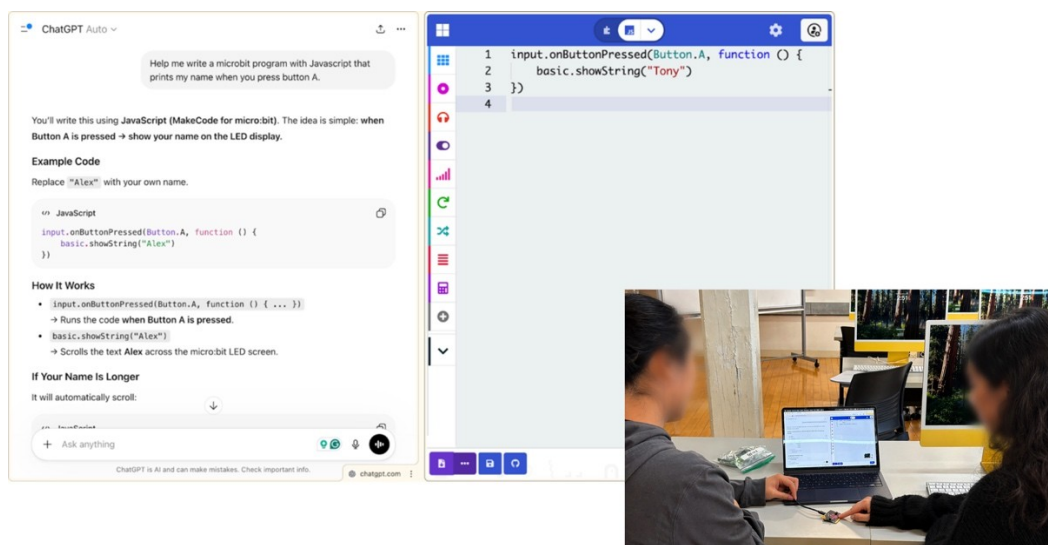 ChatGPT Auto
Help me write a microbit program with Javascript that
prints my name when you press button A.
You'll write this using JavaScript (MakeCode for micro:bit). The idea is simple: when
Button A is pressed → show your name on the LED display.
Example Code
Replace "Alex" with your own name.
JavaScript
input.onButtonPressed(Button.A, function () {
basic.showString("Alex")
})
How It Works
• input.onButtonPressed(Button.A, function () { ... })
→ Runs the code when Button A is pressed.
• basic.showString("Alex")
→ Scrolls the text Alex across the micro:bit LED screen.
If Your Name Is Longer
It will automatically scroll:
JavaScript
Ask anything
ChatGPT is AI and can make mistakes. Check important info.
chatgpt.com
1 input.onButtonPressed(Button.A, function () {
2 basic.showString("Tony")
3 })
4